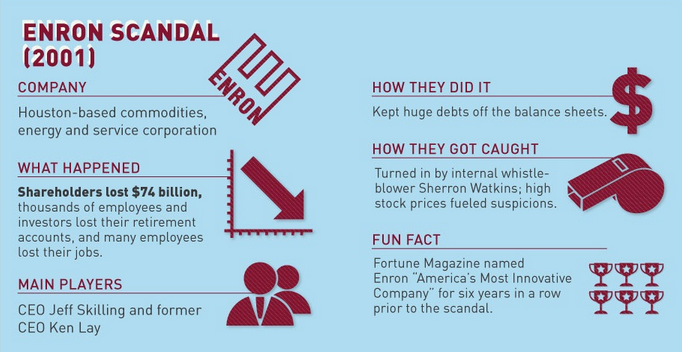 ENRON SCANDAL
(2001)
COMPANY
Houston-based commodities,
energy and service corporation
ENRON
WHAT HAPPENED
Shareholders lost $74 billion,
thousands of employees and
investors lost their retirement
accounts, and many employees
lost their jobs.
MAIN PLAYERS
CEO Jeff Skilling and former
CEO Ken Lay
HOW THEY DID IT
Kept huge debts off the balance sheets.
$
HOW THEY GOT CAUGHT
Turned in by internal whistle-
blower Sherron Watkins; high
stock prices fueled suspicions.
FUN FACT
Fortune Magazine named
Enron "America's Most Innovative
Company" for six years in a row
prior to the scandal.